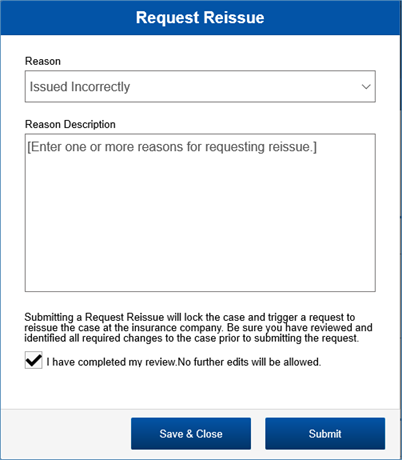 Request Reissue
Reason
Issued Incorrectly
Reason Description
[Enter one or more reasons for requesting reissue.]
Submitting a Request Reissue will lock the case and trigger a request to
reissue the case at the insurance company. Be sure you have reviewed and
identified all required changes to the case prior to submitting the request.
I have completed my review.No further edits will be allowed.
Save & Close
Submit